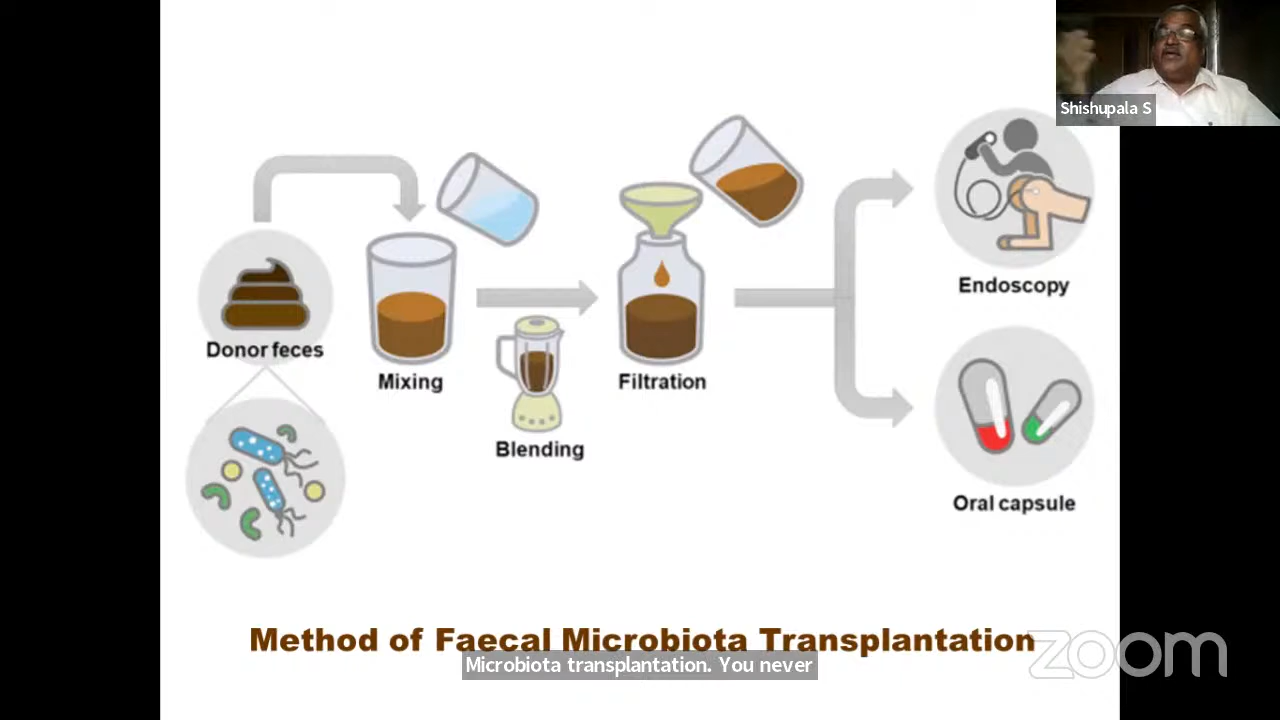 Shishupala S
Endoscopy
Donor feces
Mixing
Filtration
Blending
Oral capsule
Method of Faecal Microbiota Transplantation
Microbiota transplantation. You never
zoom